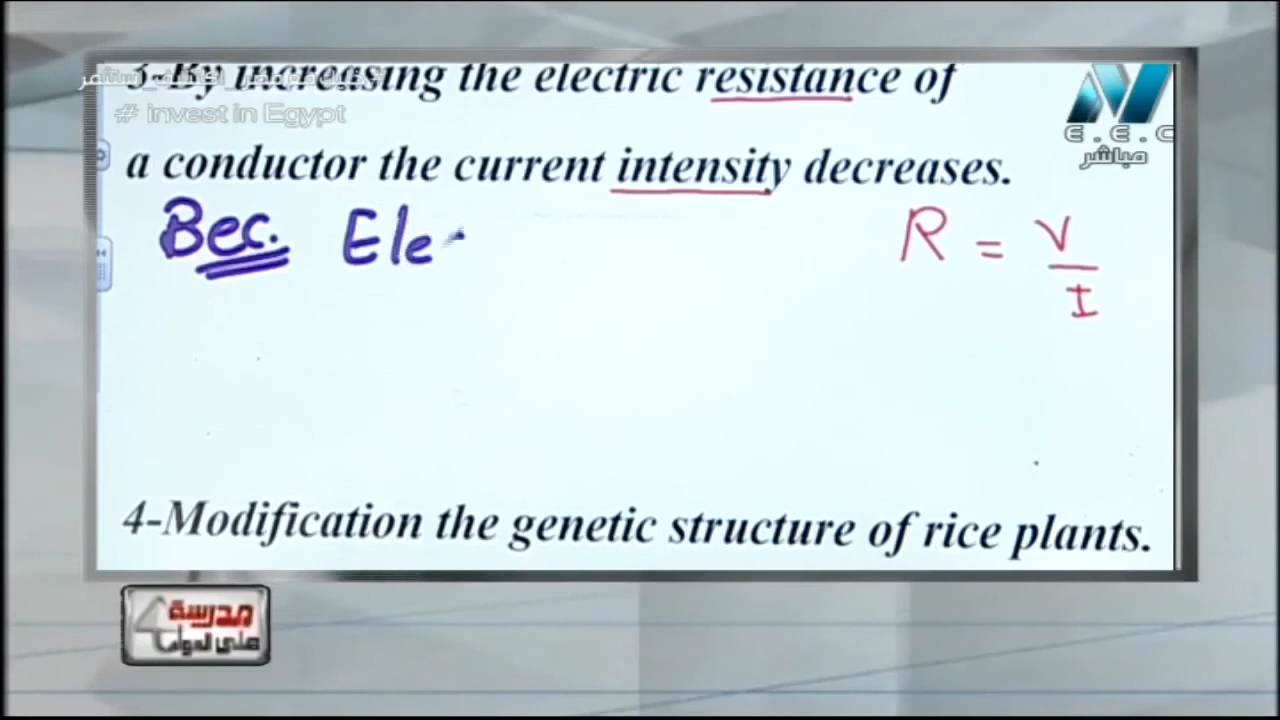 3-By increasing the electric resistance of
# invest in Egypt
a conductor the current intensity decreases.
E.E.C
مباشر
Bec. Ele
R = V / I
4-Modification the genetic structure of rice plants.
مدرسة
على الهواء